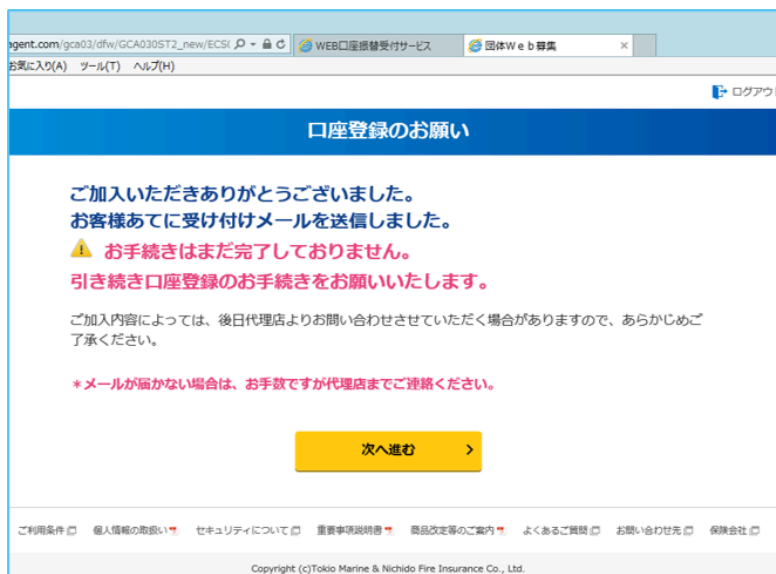 agent.com/gca03/dfw/GCA030ST2_new/ECS(
WEB口座振替受付サービス
団体Ｗｅｂ募集
×
お気に入り(A) ツール(T) ヘルプ(H)
ログアウト
口座登録のお願い
ご加入いただきありがとうございました。
お客様あてに受け付けメールを送信しました。
お手続きはまだ完了しておりません。
引き続き口座登録のお手続きをお願いいたします。
ご加入内容によっては、後日代理店よりお問い合わせさせていただく場合がありますので、あらかじめご
了承ください。
＊メールが届かない場合は、お手数ですが代理店までご連絡ください。
次へ進む
ご利用条件 個人情報の取扱い セキュリティについて 重要事項説明書 商品改定等のご案内 よくあるご質問 お問い合わせ先 保険会社
Copyright (c)Tokio Marine & Nichido Fire Insurance Co., Ltd.